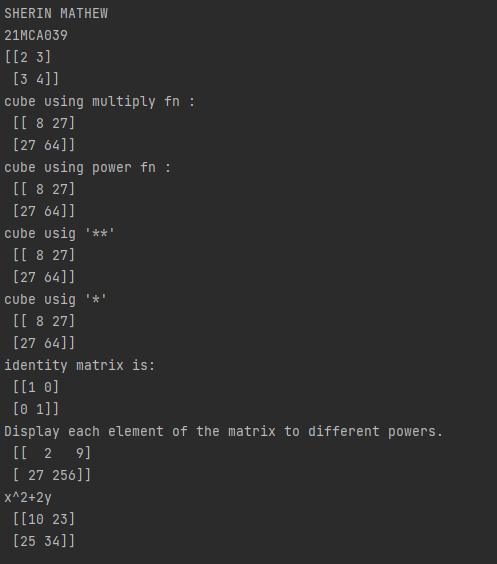 SHERIN MATHEW
21MCA039
[[2 3]
 [3 4]]
cube using multiply fn :
 [[ 8 27]
 [27 64]]
cube using power fn :
 [[ 8 27]
 [27 64]]
cube usig '**'
 [[ 8 27]
 [27 64]]
cube usig '*'
 [[ 8 27]
 [27 64]]
identity matrix is:
 [[1 0]
 [0 1]]
Display each element of the matrix to different powers.
 [[  2   9]
 [ 27 256]]
x^2+2y
 [[10 23]
 [25 34]]